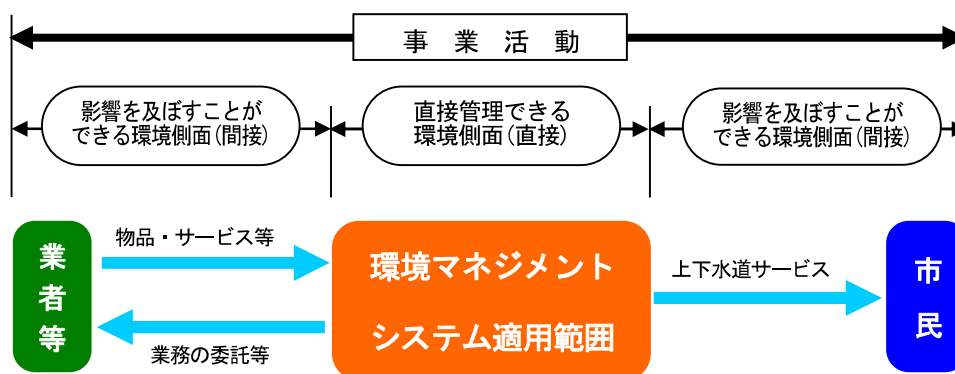 事業活動
影響を及ぼすことが
できる環境側面(間接)
直接管理できる
環境側面(直接)
影響を及ぼすことが
できる環境側面(間接)
業者等
物品・サービス等
業務の委託等
環境マネジメント
システム適用範囲
上下水道サービス
市民